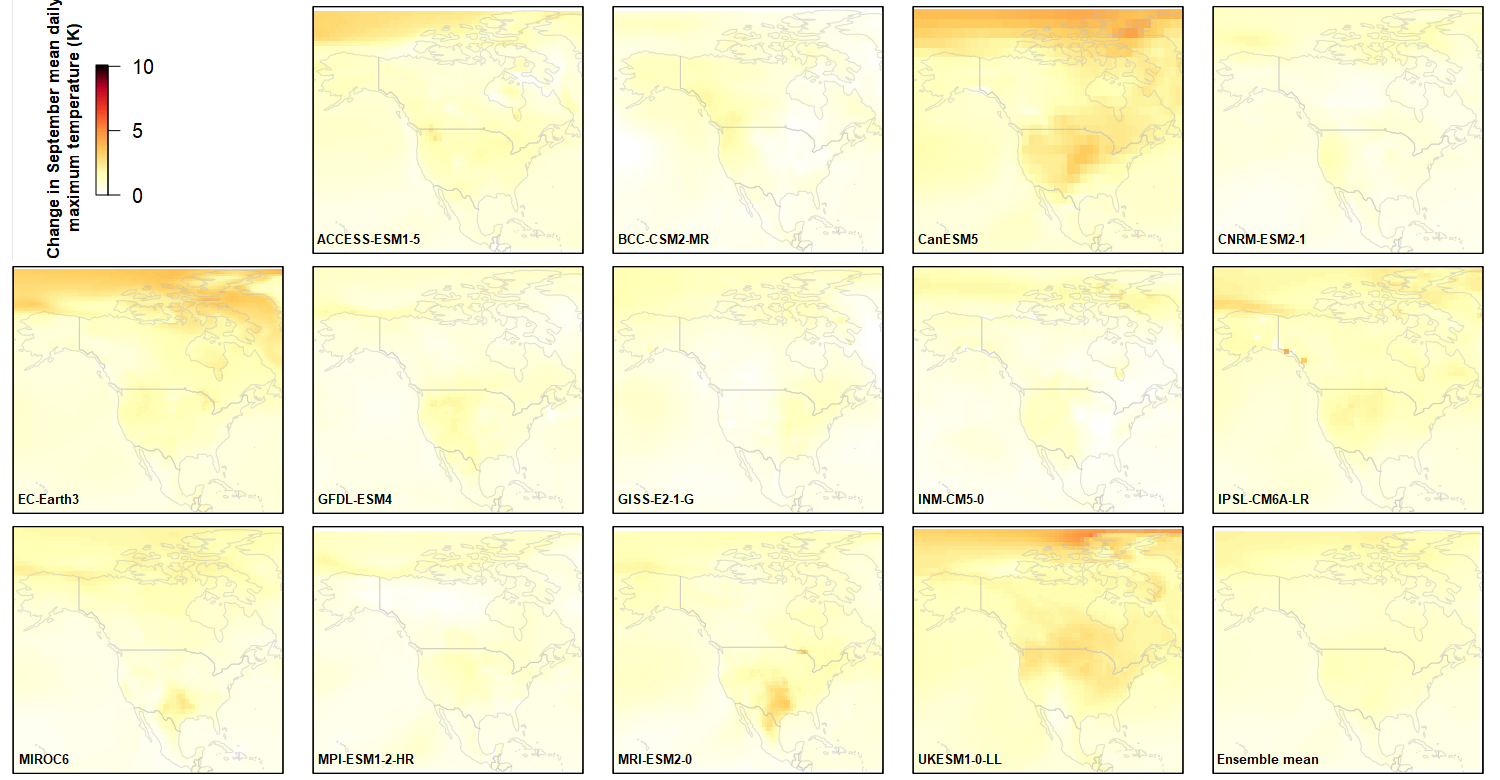 Change in September mean daily
maximum temperature (K)
10
5
0
ACCESS-ESM1-5
BCC-CSM2-MR
CanESM5
CNRM-ESM2-1
EC-Earth3
GFDL-ESM4
GISS-E2-1-G
INM-CM5-0
IPSL-CM6A-LR
MIROC6
MPI-ESM1-2-HR
MRI-ESM2-0
UKESM1-0-LL
Ensemble mean